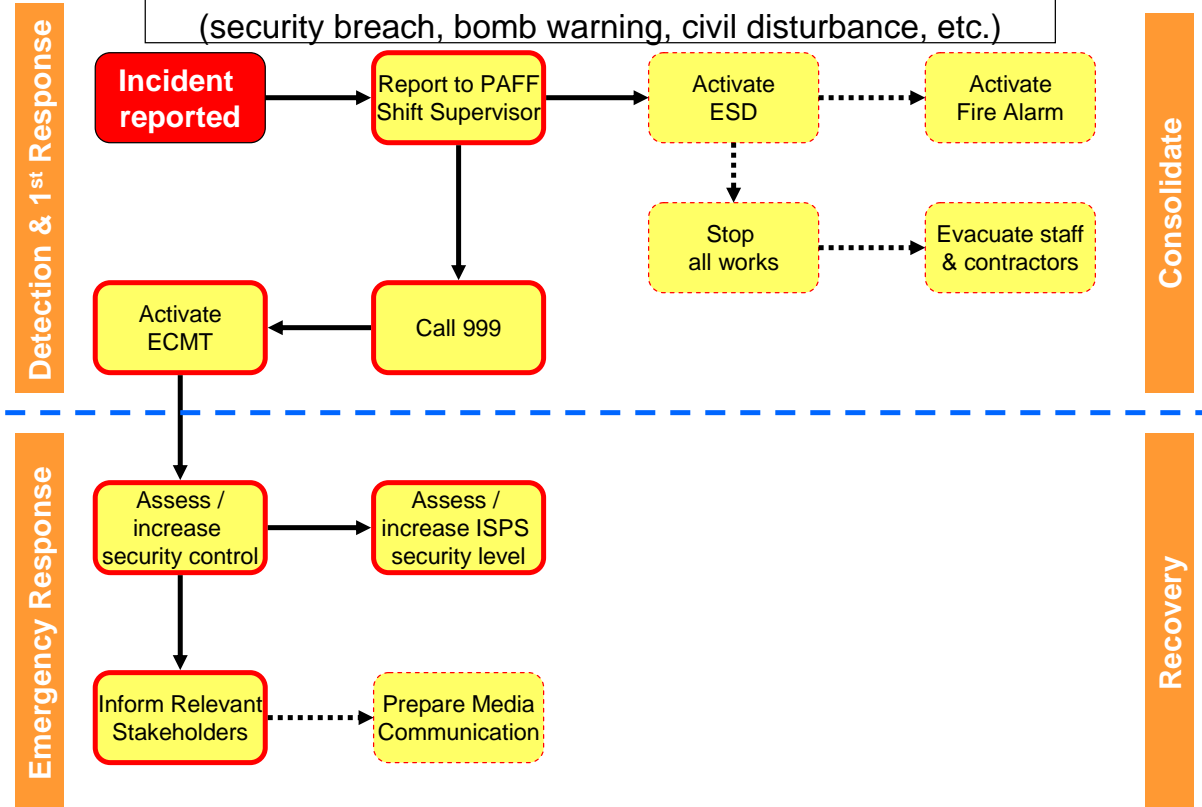 (security breach, bomb warning, civil disturbance, etc.)
Detection & 1st Response
Consolidate
Incident
reported
Report to PAFF
Shift Supervisor
Activate
ESD
Activate
Fire Alarm
Stop
all works
Evacuate staff
& contractors
Activate
ECMT
Call 999
Emergency Response
Recovery
Assess /
increase
security control
Assess /
increase ISPS
security level
Inform Relevant
Stakeholders
Prepare Media
Communication